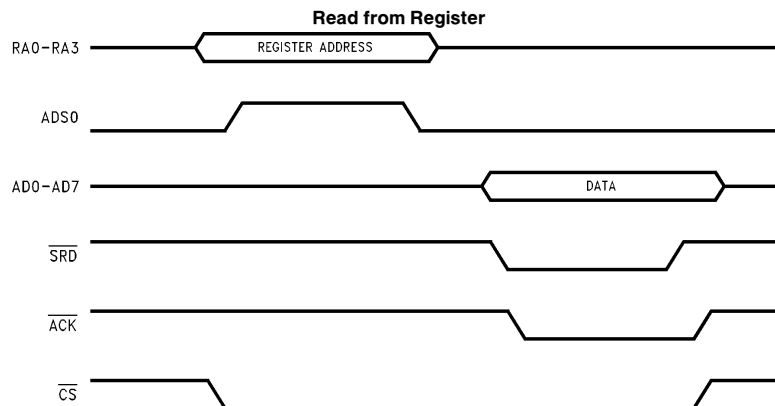 Read from Register
RA0-RA3
REGISTER ADDRESS
ADS0
AD0-AD7
DATA
SRD
ACK
CS